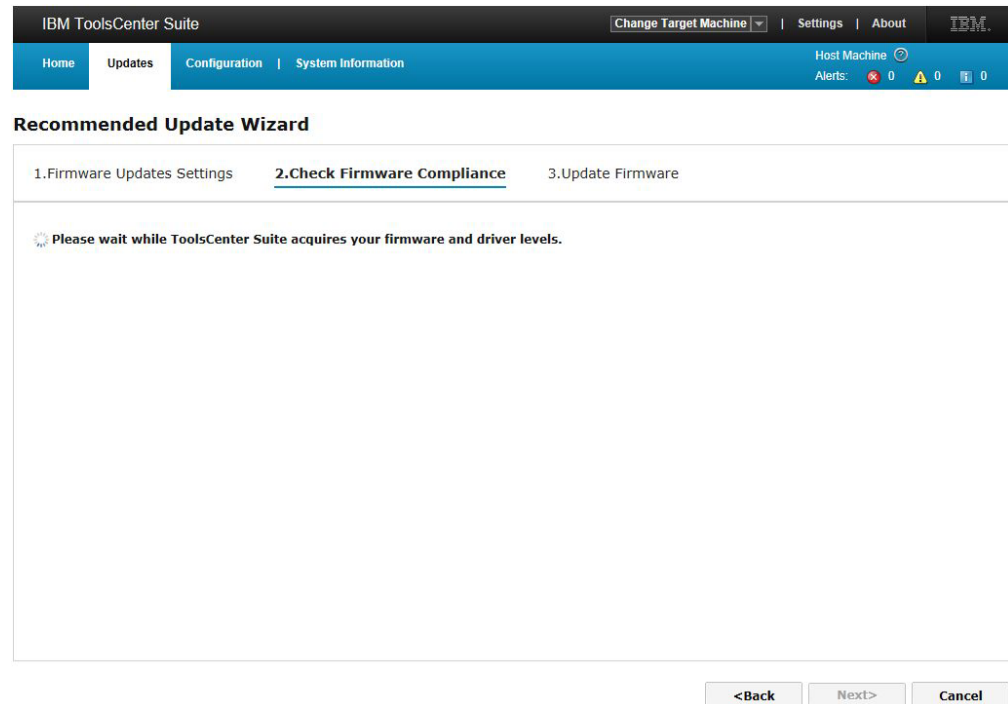 IBM ToolsCenter Suite
Change Target Machine | Settings | About IBM.
Home Updates Configuration | System Information
Host Machine ?
Alerts: 0 0 0
Recommended Update Wizard
1.Firmware Updates Settings 2.Check Firmware Compliance 3.Update Firmware
Please wait while ToolsCenter Suite acquires your firmware and driver levels.
<Back Next> Cancel